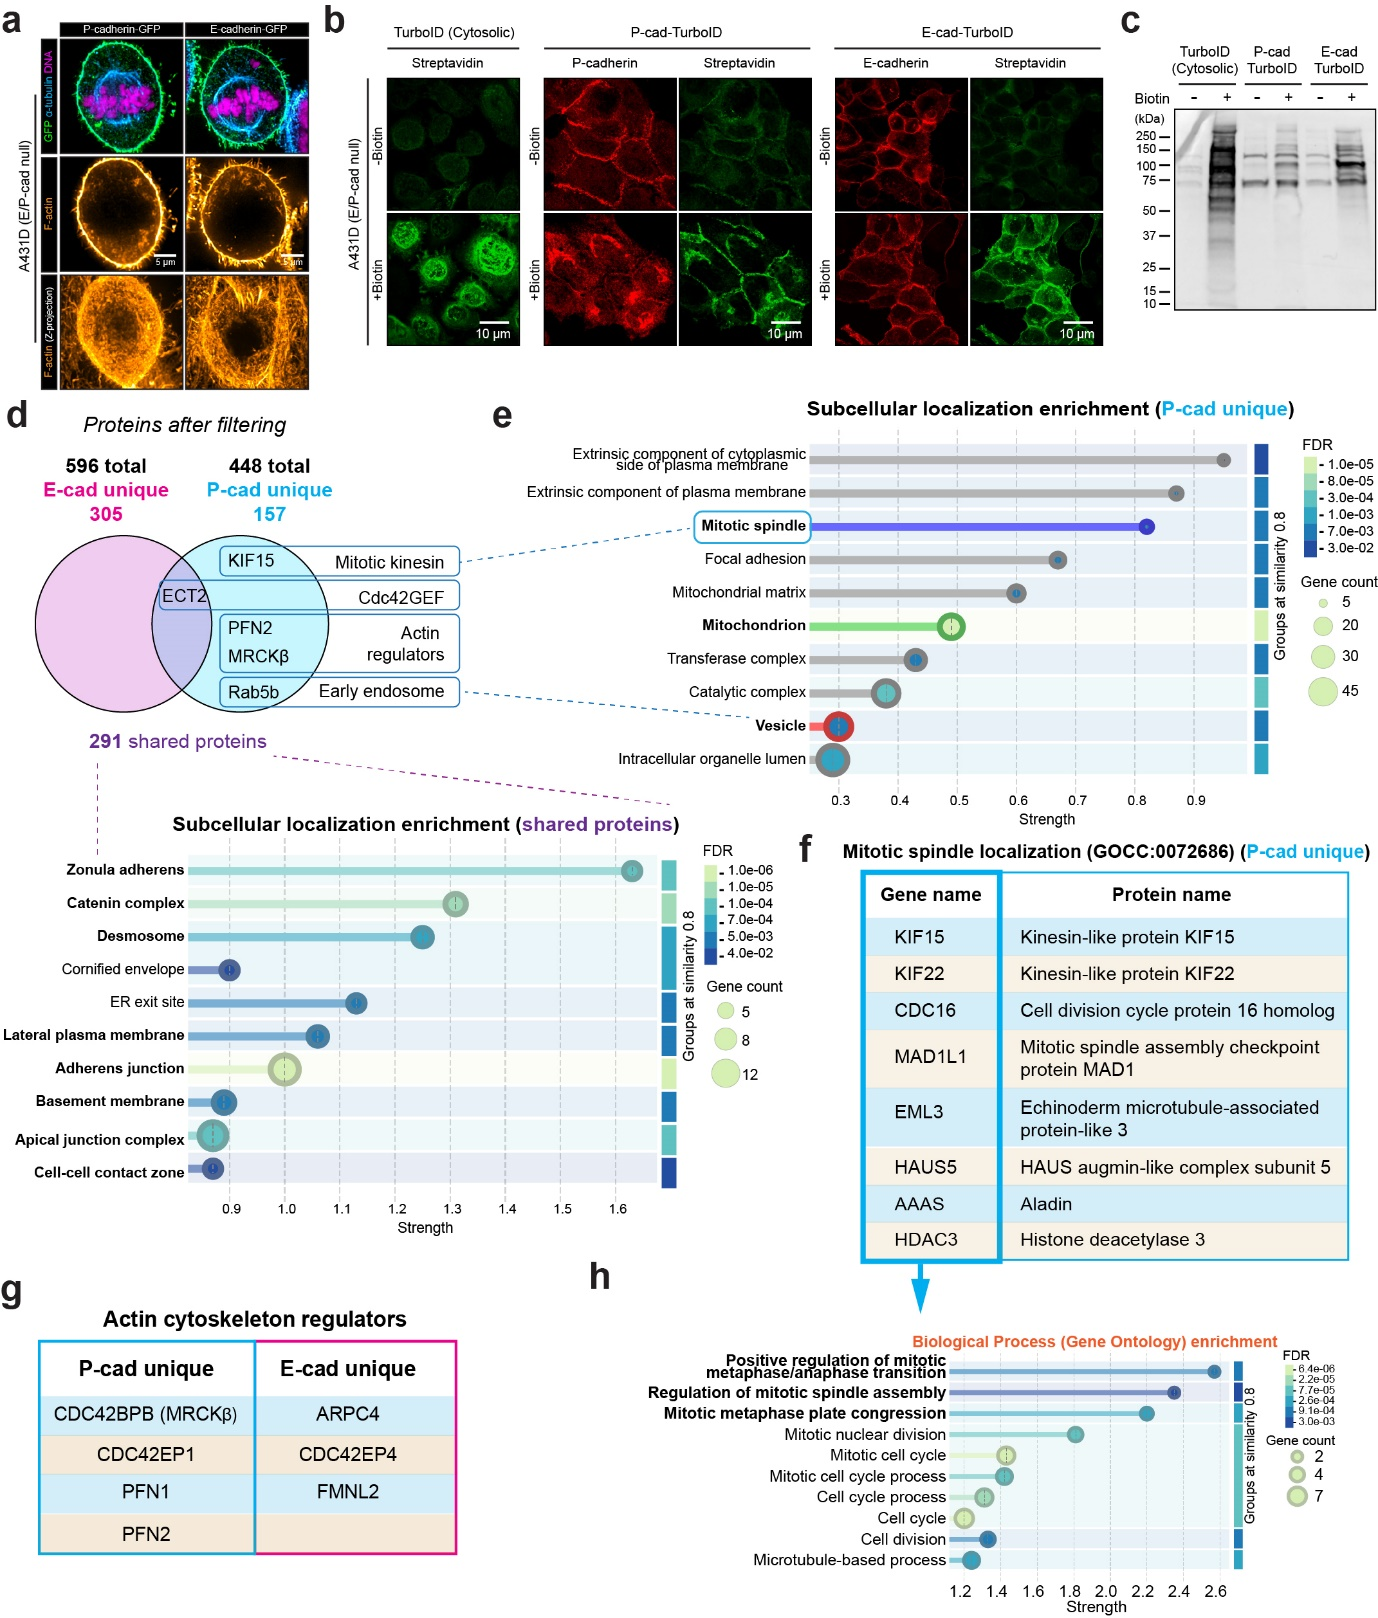 a
P-cadherin-GFP
E-cadherin-GFP
A431D (E/P-cad null)
GFP α-tubulin DNA
F-actin
F-actin (Z-projection)
5 µm
5 µm
b
TurboID (Cytosolic)
P-cad-TurboID
E-cad-TurboID
Streptavidin
P-cadherin
Streptavidin
E-cadherin
Streptavidin
A431D (E/P-cad null)
-Biotin
+Biotin
-Biotin
+Biotin
-Biotin
+Biotin
10 µm
10 µm
10 µm
c
TurboID (Cytosolic)
P-cad TurboID
E-cad TurboID
Biotin - + - + - +
(kDa)
250
150
100
75
50
37
25
15
10
d
Proteins after filtering
596 total
E-cad unique
305
448 total
P-cad unique
157
KIF15 Mitotic kinesin
ECT2 Cdc42GEF
PFN2
MRCKβ
Actin
regulators
Rab5b Early endosome
291 shared proteins
Subcellular localization enrichment (shared proteins)
Zonula adherens
Catenin complex
Desmosome
Cornified envelope
ER exit site
Lateral plasma membrane
Adherens junction
Basement membrane
Apical junction complex
Cell-cell contact zone
0.9 1.0 1.1 1.2 1.3 1.4 1.5 1.6
Strength
Groups at similarity 0.8
FDR
1.0e-06
1.0e-05
1.0e-04
7.0e-04
5.0e-03
4.0e-02
Gene count
5
8
12
e
Subcellular localization enrichment (P-cad unique)
Extrinsic component of cytoplasmic
side of plasma membrane
Extrinsic component of plasma membrane
Mitotic spindle
Focal adhesion
Mitochondrial matrix
Mitochondrion
Transferase complex
Catalytic complex
Vesicle
Intracellular organelle lumen
0.3 0.4 0.5 0.6 0.7 0.8 0.9
Strength
Groups at similarity 0.8
FDR
1.0e-05
8.0e-05
3.0e-04
1.0e-03
7.0e-03
3.0e-02
Gene count
5
20
30
45
f
Mitotic spindle localization (GOCC:0072686) (P-cad unique)
Gene name Protein name
KIF15 Kinesin-like protein KIF15
KIF22 Kinesin-like protein KIF22
CDC16 Cell division cycle protein 16 homolog
MAD1L1 Mitotic spindle assembly checkpoint
protein MAD1
EML3 Echinoderm microtubule-associated
protein-like 3
HAUS5 HAUS augmin-like complex subunit 5
AAAS Aladin
HDAC3 Histone deacetylase 3
g
Actin cytoskeleton regulators
P-cad unique E-cad unique
CDC42BPB (MRCKβ) ARPC4
CDC42EP1 CDC42EP4
PFN1 FMNL2
PFN2
h
Biological Process (Gene Ontology) enrichment
Positive regulation of mitotic
metaphase/anaphase transition
Regulation of mitotic spindle assembly
Mitotic metaphase plate congression
Mitotic nuclear division
Mitotic cell cycle
Mitotic cell cycle process
Cell cycle process
Cell cycle
Cell division
Microtubule-based process
1.2 1.4 1.6 1.8 2.0 2.2 2.4 2.6
Strength
Groups at similarity 0.8
FDR
6.4e-06
2.2e-05
7.7e-05
2.6e-04
9.1e-04
3.0e-03
Gene count
2
4
7